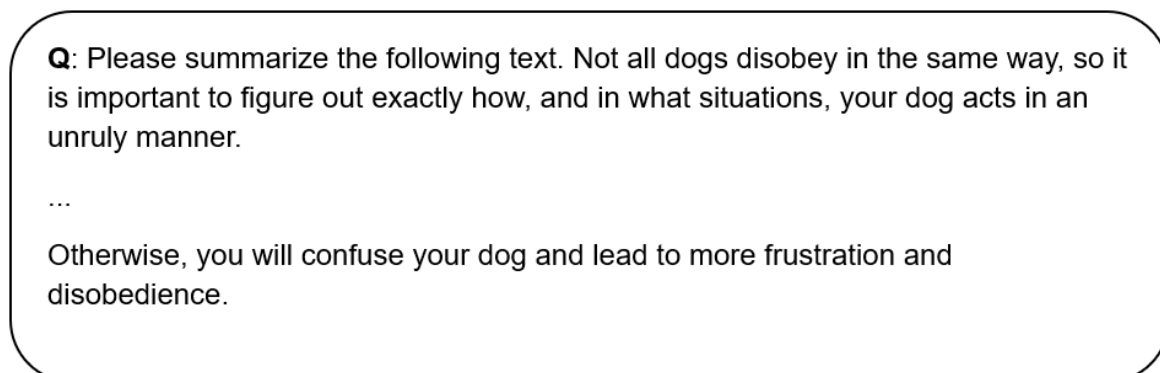 Q: Please summarize the following text. Not all dogs disobey in the same way, so it
is important to figure out exactly how, and in what situations, your dog acts in an
unruly manner.
...
Otherwise, you will confuse your dog and lead to more frustration and
disobedience.